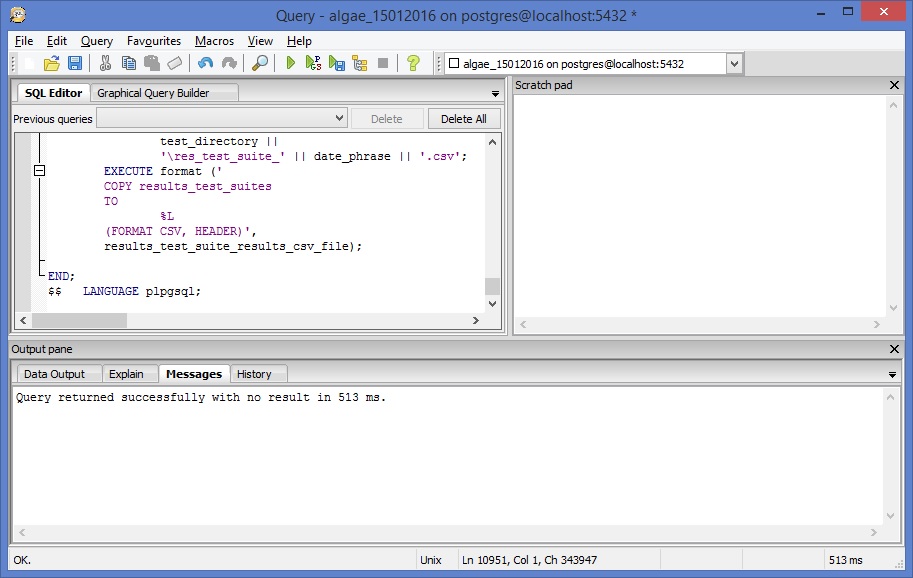 Query - algae_15012016 on postgres@localhost:5432 *
File Edit Query Favourites Macros View Help
algae_15012016 on postgres@localhost:5432
SQL Editor Graphical Query Builder
Previous queries Delete Delete All
test_directory ||
'\res_test_suite_' || date_phrase || '.csv';
EXECUTE format ('
COPY results_test_suites
TO
%L
(FORMAT CSV, HEADER)',
results_test_suite_results_csv_file);
END;
$$ LANGUAGE plpgsql;
Scratch pad
Output pane
Data Output Explain Messages History
Query returned successfully with no result in 513 ms.
OK. Unix Ln 10951, Col 1, Ch 343947 513 ms